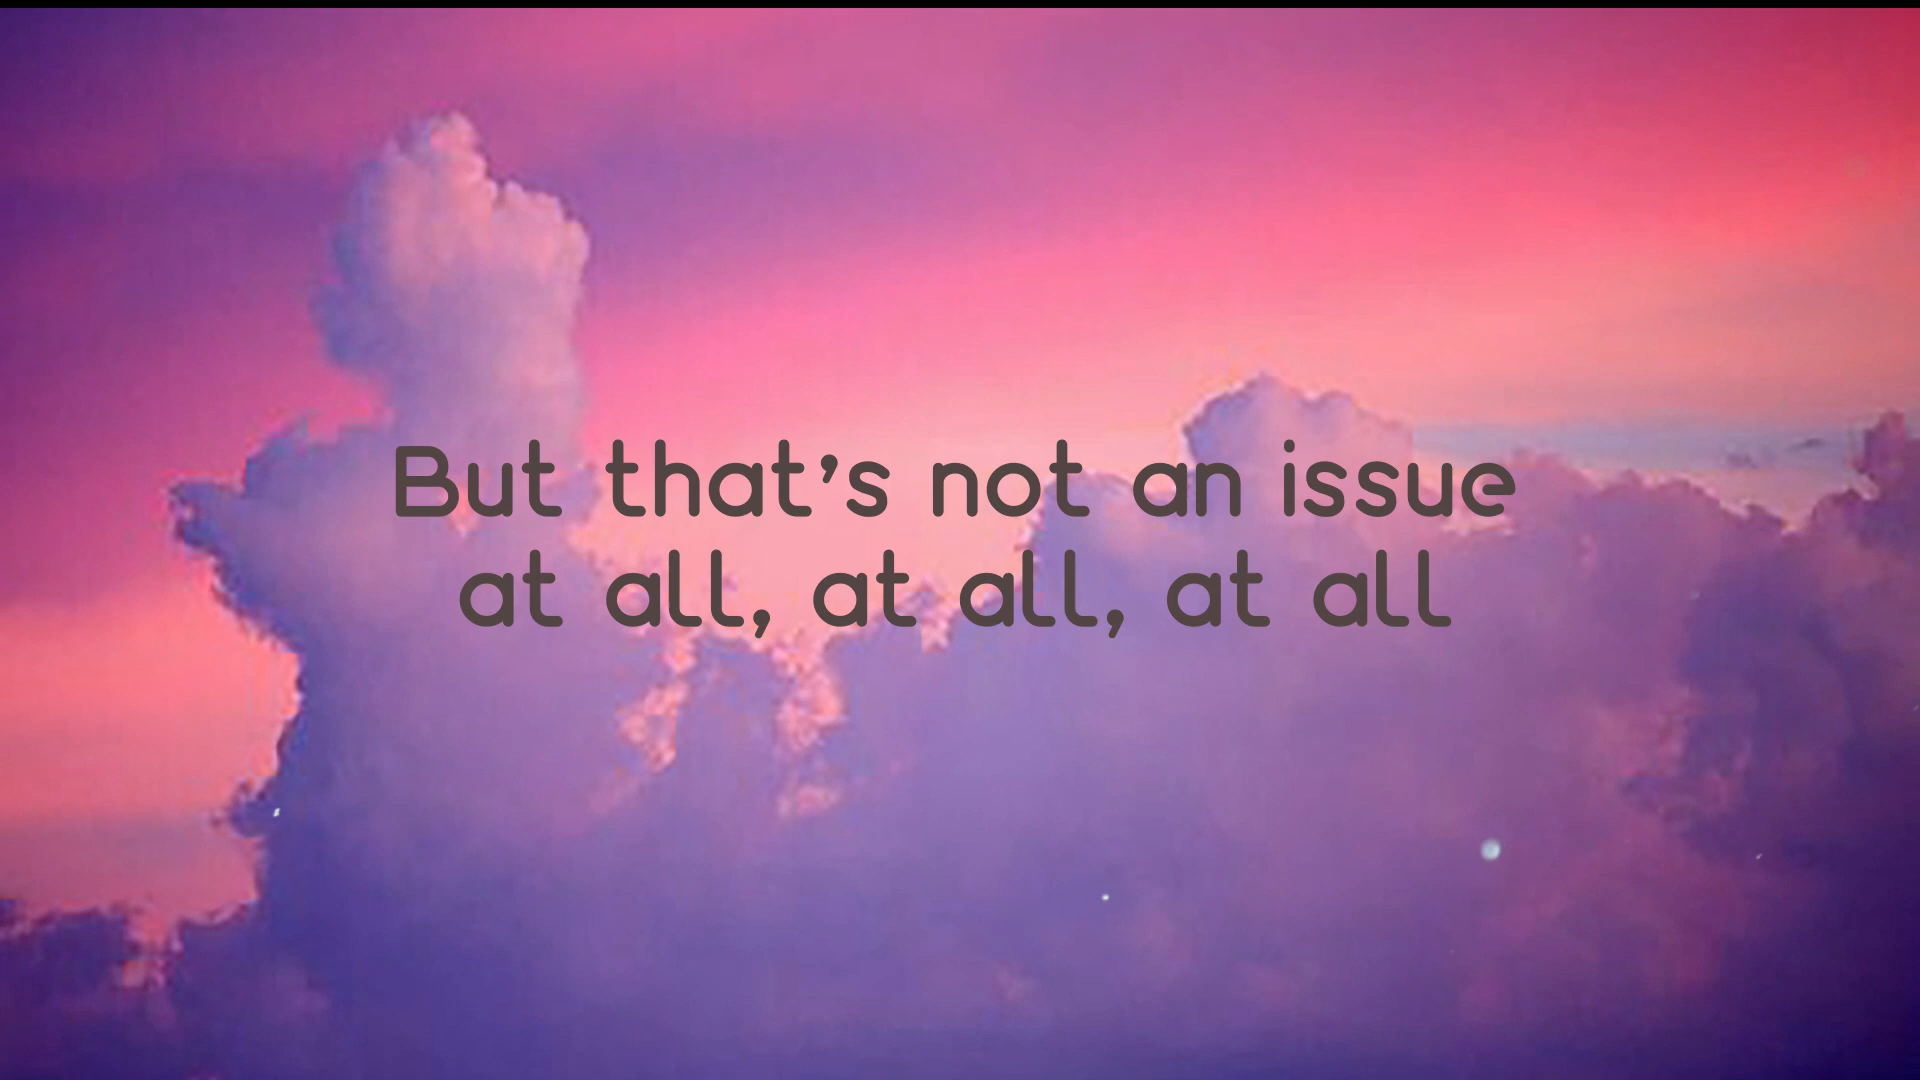 But that's not an issue
at all, at all, at all